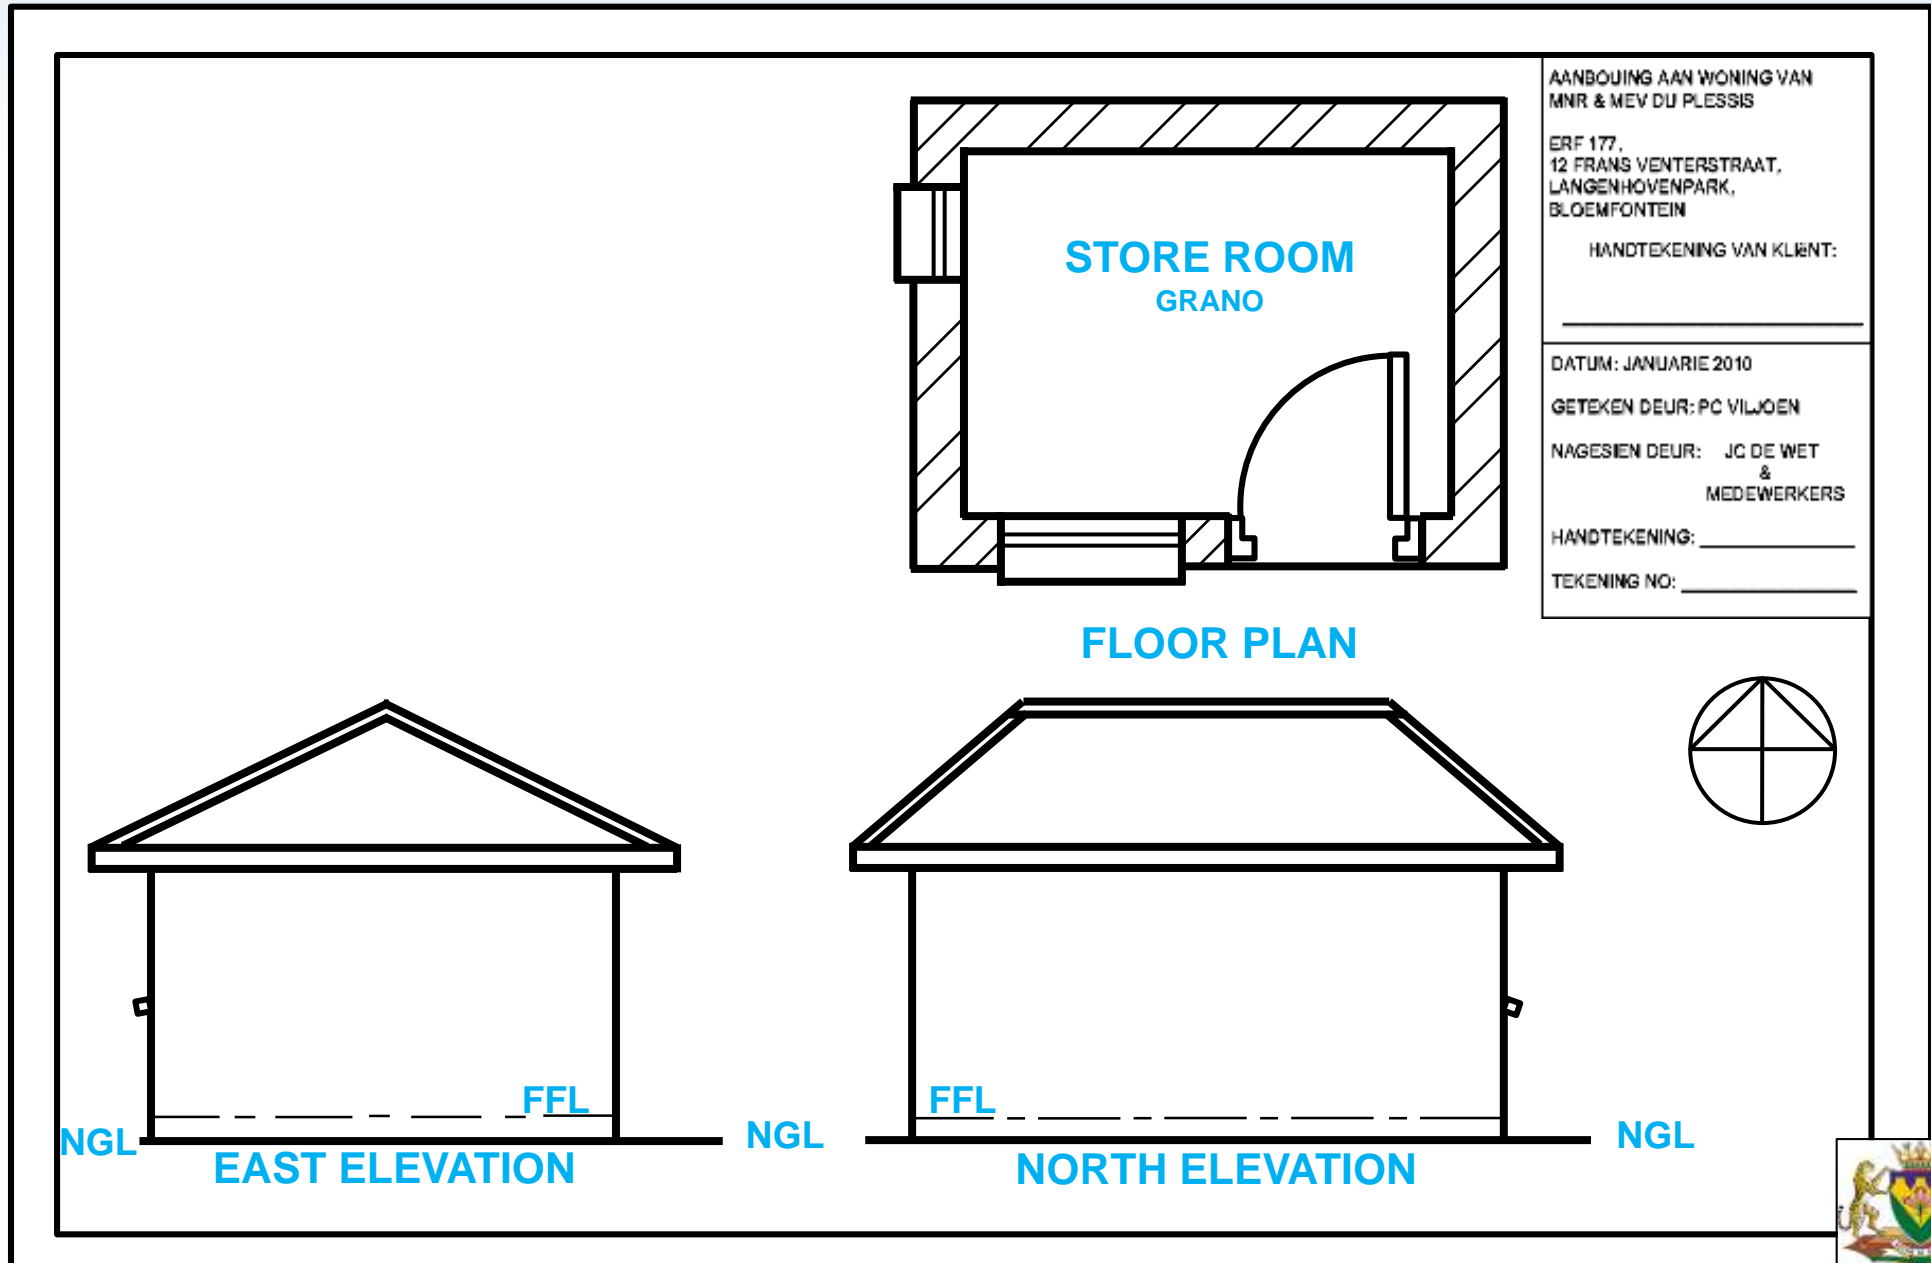 AANBOUING AAN WONING VAN
MNR & MEV DU PLESSIS
ERF 177,
12 FRANS VENTERSTRAAT,
LANGENHOVENPARK,
BLOEMFONTEIN
HANDTEKENING VAN KLIëNT:
STORE ROOM
GRANO
DATUM: JANUARIE 2010
GETEKEN DEUR: PC VILJOEN
NAGESIEN DEUR: JC DE WET
&
MEDEWERKERS
HANDTEKENING:
TEKENING NO:
FLOOR PLAN
FFL
NGL
NGL
EAST ELEVATION
FFL
NGL
NORTH ELEVATION